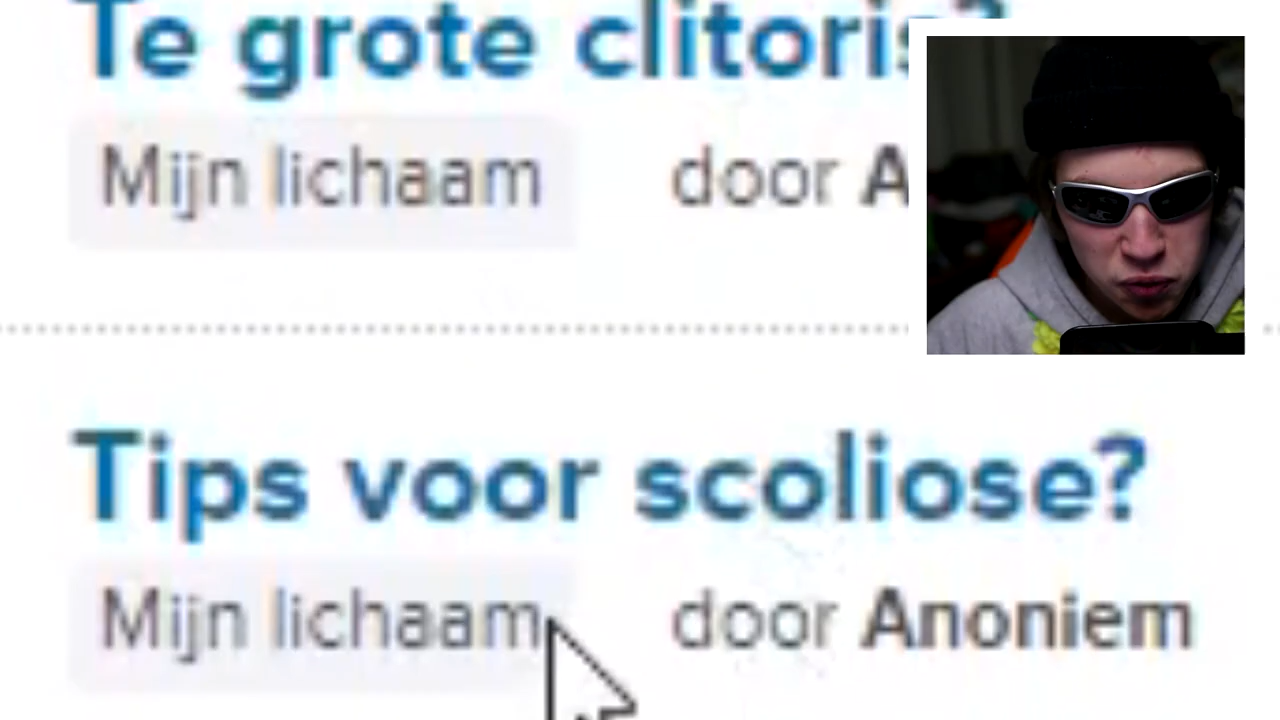 Te grote clitoris?
Mijn lichaam door A
Tips voor scoliose?
Mijn lichaam door Anoniem